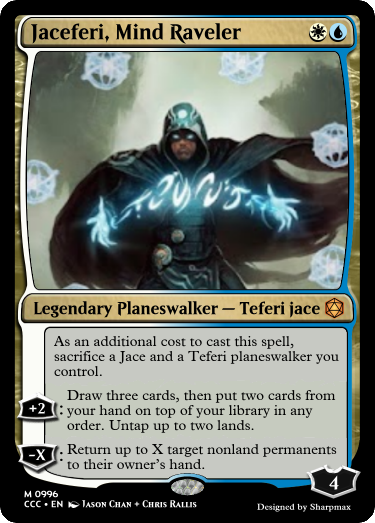 Jaceferi, Mind Raveler
Legendary Planeswalker — Teferi jace
As an additional cost to cast this spell,
sacrifice a Jace and a Teferi planeswalker you
control.
+2: Draw three cards, then put two cards from
your hand on top of your library in any
order. Untap up to two lands.
-X: Return up to X target nonland permanents
to their owner's hand.
4
M 0996
CCC • EN Jason Chan + Chris Rallis
Designed by Sharpmax